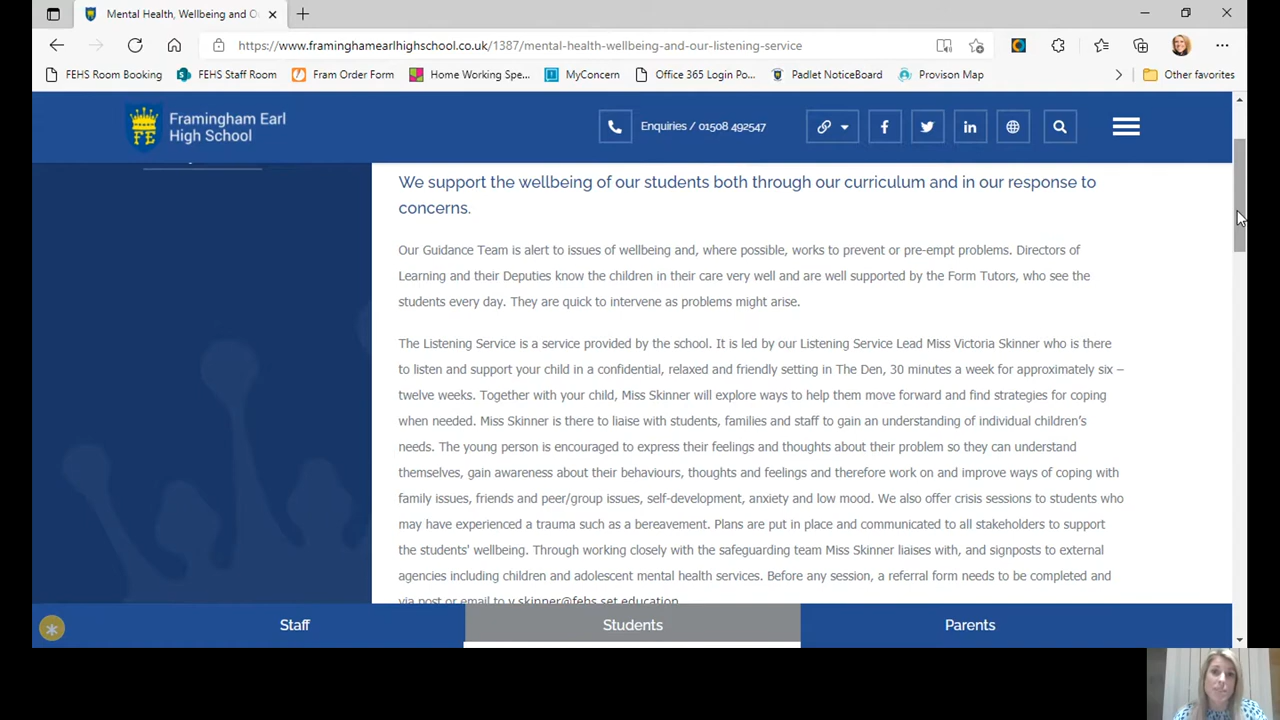 Mental Health, Wellbeing and O
https://www.framinghamearlhighschool.co.uk/1387/mental-health-wellbeing-and-our-listening-service
FEHS Room Booking FEHS Staff Room Fram Order Form Home Working Spe... MyConcern Office 365 Login Po... Padlet NoticeBoard Provison Map Other favorites
Framingham Earl
High School
Enquiries / 01508 492547
We support the wellbeing of our students both through our curriculum and in our response to
concerns.
Our Guidance Team is alert to issues of wellbeing and, where possible, works to prevent or pre-empt problems. Directors of
Learning and their Deputies know the children in their care very well and are well supported by the Form Tutors, who see the
students every day. They are quick to intervene as problems might arise.
The Listening Service is a service provided by the school. It is led by our Listening Service Lead Miss Victoria Skinner who is there
to listen and support your child in a confidential, relaxed and friendly setting in The Den, 30 minutes a week for approximately six –
twelve weeks. Together with your child, Miss Skinner will explore ways to help them move forward and find strategies for coping
when needed. Miss Skinner is there to liaise with students, families and staff to gain an understanding of individual children's
needs. The young person is encouraged to express their feelings and thoughts about their problem so they can understand
themselves, gain awareness about their behaviours, thoughts and feelings and therefore work on and improve ways of coping with
family issues, friends and peer/group issues, self-development, anxiety and low mood. We also offer crisis sessions to students who
may have experienced a trauma such as a bereavement. Plans are put in place and communicated to all stakeholders to support
the students' wellbeing. Through working closely with the safeguarding team Miss Skinner liaises with, and signposts to external
agencies including children and adolescent mental health services. Before any session, a referral form needs to be completed and
via post or email to v.skinner@fehs.set.education
Staff Students Parents